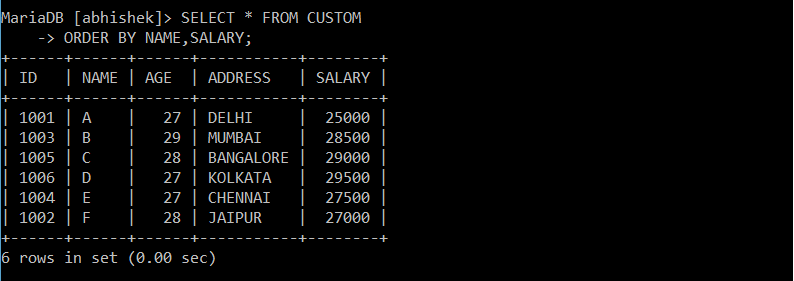 MariaDB [abhishek]> SELECT * FROM CUSTOM
    -> ORDER BY NAME,SALARY;
+------+------+------+-----------+--------+
| ID   | NAME | AGE  | ADDRESS   | SALARY |
+------+------+------+-----------+--------+
| 1001 | A    |   27 | DELHI     |  25000 |
| 1003 | B    |   29 | MUMBAI    |  28500 |
| 1005 | C    |   28 | BANGALORE |  29000 |
| 1006 | D    |   27 | KOLKATA   |  29500 |
| 1004 | E    |   27 | CHENNAI   |  27500 |
| 1002 | F    |   28 | JAIPUR    |  27000 |
+------+------+------+-----------+--------+
6 rows in set (0.00 sec)